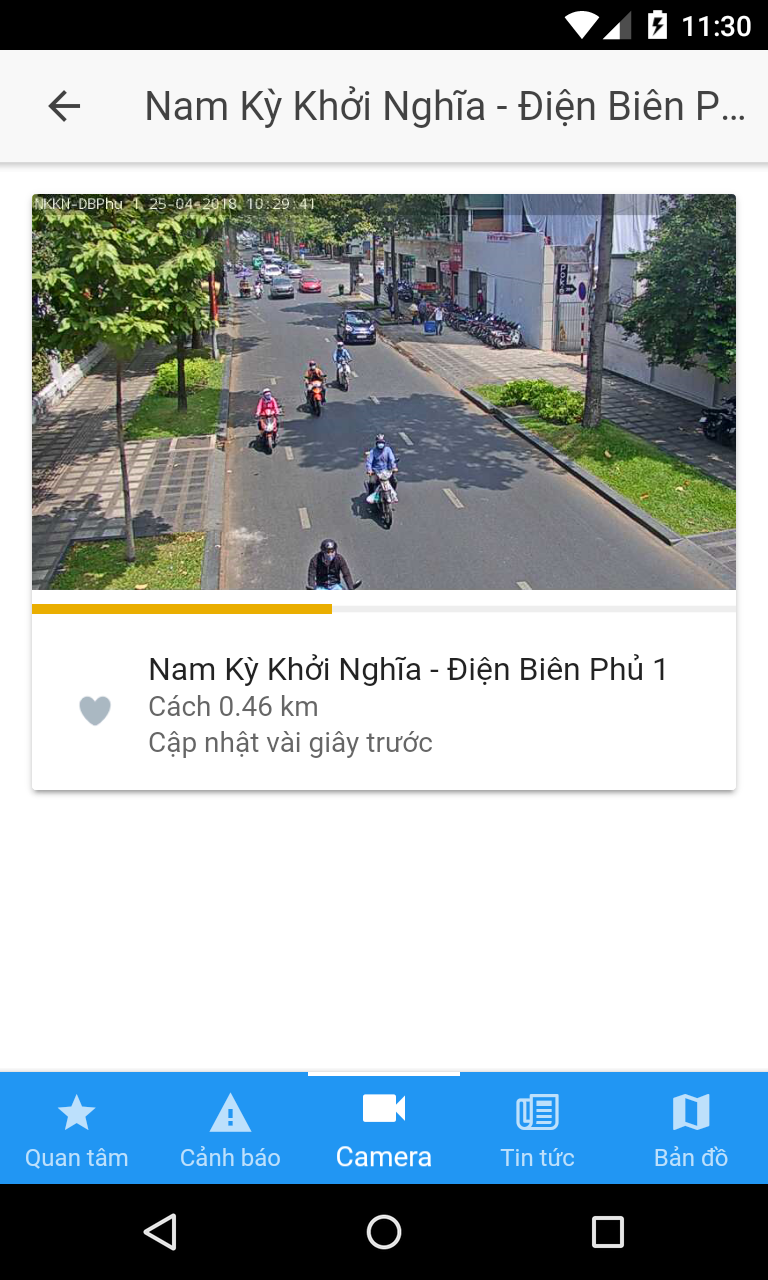 11:30
Nam Kỳ Khởi Nghĩa - Điện Biên P...
NKKN-DBPhu 1 25-04-2018 10:29:41
Nam Kỳ Khởi Nghĩa - Điện Biên Phủ 1
Cách 0.46 km
Cập nhật vài giây trước
Quan tâm
Cảnh báo
Camera
Tin tức
Bản đồ